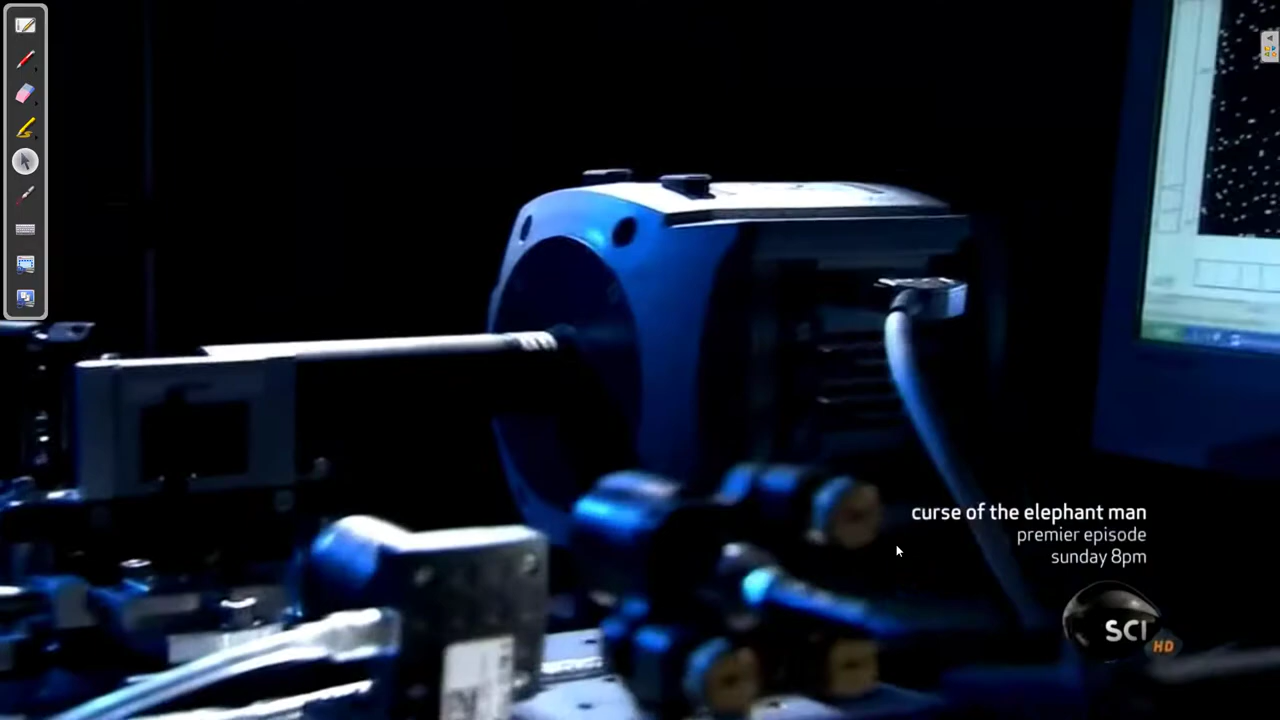 curse of the elephant man
premier episode
sunday 8pm
SCI
HD